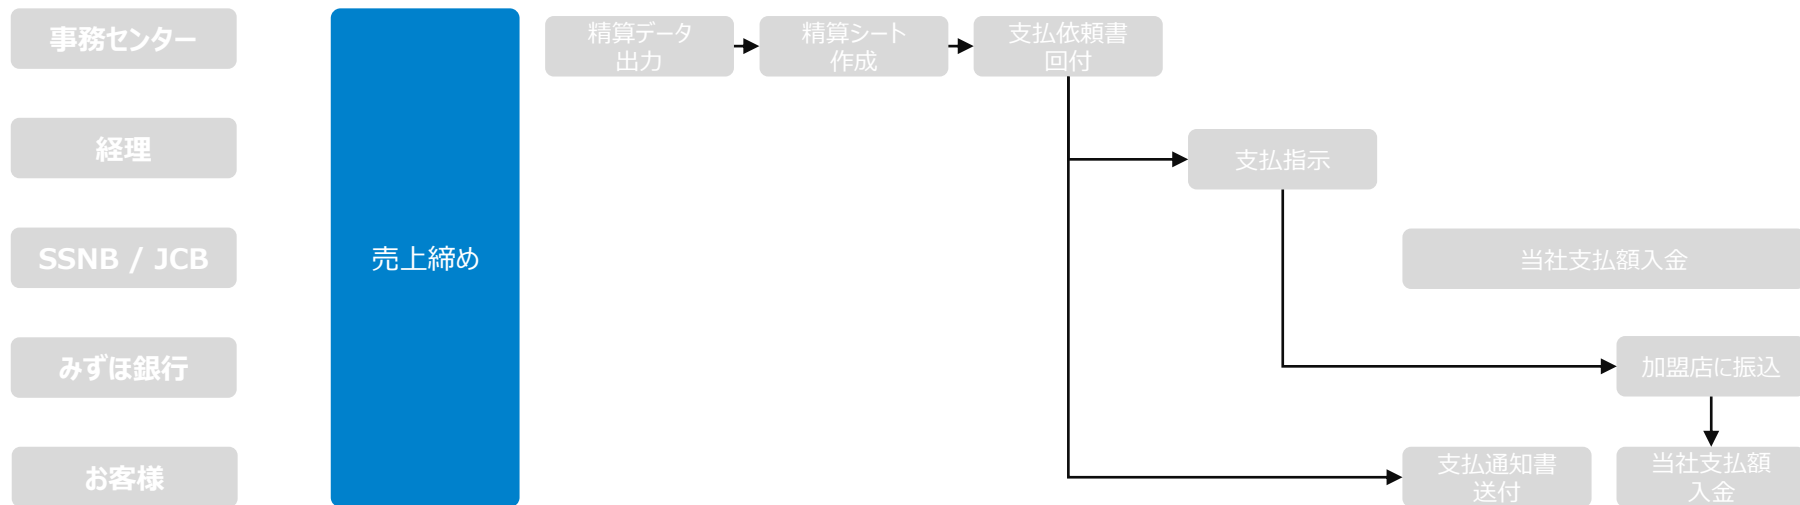 事務センター
精算データ
出力
精算シート
作成
支払依頼書
回付
経理
支払指示
SSNB / JCB
売上締め
当社支払額入金
みずほ銀行
加盟店に振込
お客様
支払通知書
送付
当社支払額
入金